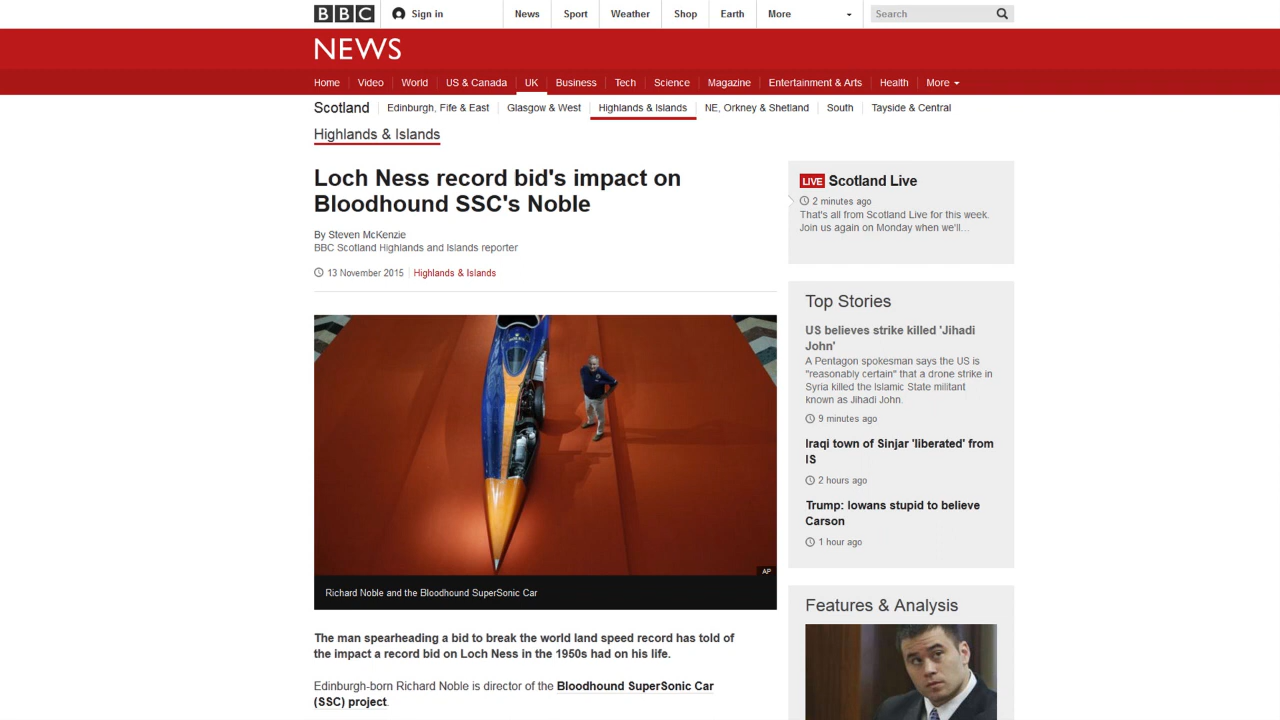 BBC
Sign in
News
Sport
Weather
Shop
Earth
More
Search
NEWS
Home
Video
World
US & Canada
UK
Business
Tech
Science
Magazine
Entertainment & Arts
Health
More
Scotland
Edinburgh, Fife & East
Glasgow & West
Highlands & Islands
NE, Orkney & Shetland
South
Tayside & Central
Highlands & Islands
Loch Ness record bid's impact on
Bloodhound SSC's Noble
By Steven McKenzie
BBC Scotland Highlands and Islands reporter
13 November 2015
Highlands & Islands
AP
Richard Noble and the Bloodhound SuperSonic Car
The man spearheading a bid to break the world land speed record has told of
the impact a record bid on Loch Ness in the 1950s had on his life.
Edinburgh-born Richard Noble is director of the Bloodhound SuperSonic Car
(SSC) project.
LIVE Scotland Live
2 minutes ago
That's all from Scotland Live for this week.
Join us again on Monday when we'll...
Top Stories
US believes strike killed 'Jihadi
John'
A Pentagon spokesman says the US is
"reasonably certain" that a drone strike in
Syria killed the Islamic State militant
known as Jihadi John.
9 minutes ago
Iraqi town of Sinjar 'liberated' from
IS
2 hours ago
Trump: Iowans stupid to believe
Carson
1 hour ago
Features & Analysis